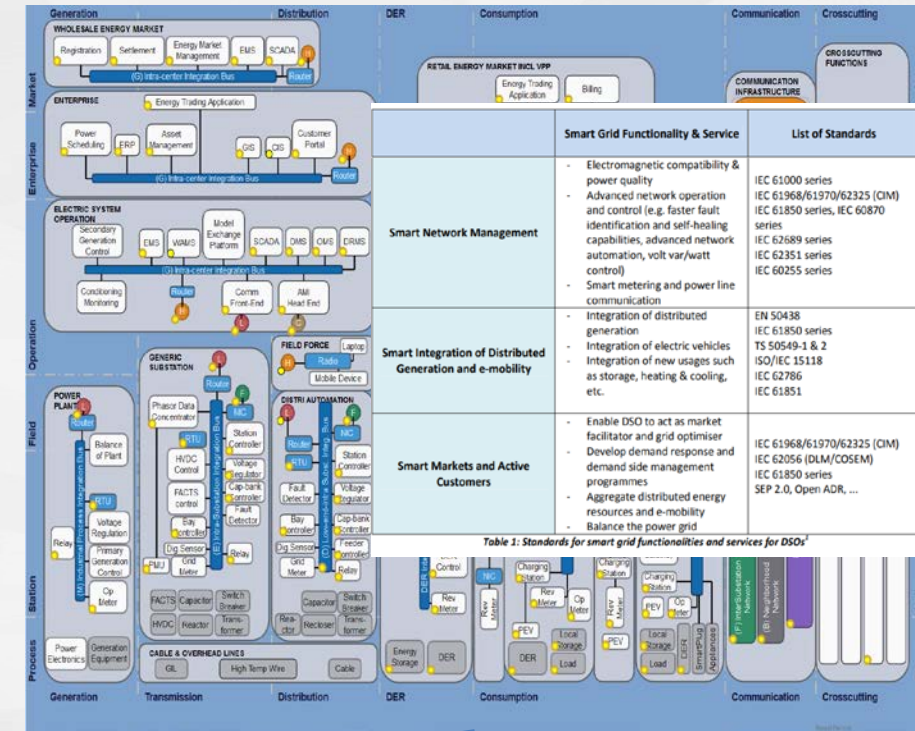 Generation
Distribution
DER
Consumption
Communication
Crosscutting
Market
Enterprise
Operation
Field
Station
Process
WHOLESALE ENERGY MARKET
Registration
Settlement
Energy Market
Management
EMS
SCADA
H
(G) Intra-center Integration Bus
Router
ENTERPRISE
Energy Trading Application
Power
Scheduling
ERP
Asset
Management
GIS
CIS
Customer
Portal
H
(G) Intra-center Integration Bus
Router
ELECTRIC SYSTEM
OPERATION
Secondary
Generation
Control
EMS
WAMS
Model
Exchange
Platform
SCADA
DMS
OMS
DRMS
(G) Intra-center Integration Bus
Conditioning
Monitoring
Router
H
Comm
Front-End
L
AMI
Head End
C
RETAIL ENERGY MARKET INCL VPP
Energy Trading
Application
Billing
COMMUNICATION
INFRASTRUCTURE
CROSSCUTTING
FUNCTIONS
Smart Grid Functionality & Service
List of Standards
Smart Network Management
- Electromagnetic compatibility &
power quality
- Advanced network operation
and control (e.g. faster fault
identification and self-healing
capabilities, advanced network
automation, volt var/watt
control)
- Smart metering and power line
communication
IEC 61000 series
IEC 61968/61970/62325 (CIM)
IEC 61850 series, IEC 60870
series
IEC 62689 series
IEC 62351 series
IEC 60255 series
Smart Integration of Distributed
Generation and e-mobility
- Integration of distributed
generation
- Integration of electric vehicles
- Integration of new usages such
as storage, heating & cooling,
etc.
EN 50438
IEC 61850 series
TS 50549-1 & 2
ISO/IEC 15118
IEC 62786
IEC 61851
Smart Markets and Active
Customers
- Enable DSO to act as market
facilitator and grid optimiser
- Develop demand response and
demand side management
programmes
- Aggregate distributed energy
resources and e-mobility
- Balance the power grid
IEC 61968/61970/62325 (CIM)
IEC 62056 (DLM/COSEM)
IEC 61850 series
SEP 2.0, Open ADR, ...
Table 1: Standards for smart grid functionalities and services for DSOs
POWER
PLANT
L
Router
Balance
of Plant
RTU
Relay
Voltage
Regulation
Primary
Generation
Control
Op
Meter
(M) Industrial Process Integration Bus
Power
Electronics
Generation
Equipment
GENERIC
SUBSTATION
L
Router
F
NIC
Phasor Data
Concentrator
RTU
Station
Controller
HVDC
Control
Voltage
Regulator
FACTS
control
Cap-bank
Controller
Bay
Controller
Fault
Detector
Dig Sensor
Relay
PMU
Grid
Meter
(E) Intra-Substation Integration Bus
FACTS
Capacitor
Switch
Breaker
HVDC
Reactor
Trans-
former
FIELD FORCE
Laptop
H
Radio
Mobile Device
DISTRI AUTOMATION
L
F
Router
NIC
RTU
Station
Controller
Fault
Detector
Voltage
Regulator
Bay
Controller
Cap-bank
Controller
Dig Sensor
Feeder
Controller
Grid
Meter
Relay
(D) Low-end-Intra Subst. Integ. Bus
Capacitor
Switch
Breaker
Rea-
ctor
Recloser
Trans-
former
CABLE & OVERHEAD LINES
GIL
High Temp Wire
Cable
Control
Rev
Meter
Energy
Storage
DER
NIC
Rev
Meter
Charging
Station
Rev
Meter
Op
Meter
PEV
Local
Storage
DER
Load
Charging
Station
Rev
Meter
PEV
Charging
Station
PEV
Op
Meter
Local
Storage
Load
DER
SmartPlug
Appliances
(F) InterSubstation
Network
(B) Neighborhood
Network
Generation
Transmission
Distribution
DER
Consumption
Communication
Crosscutting